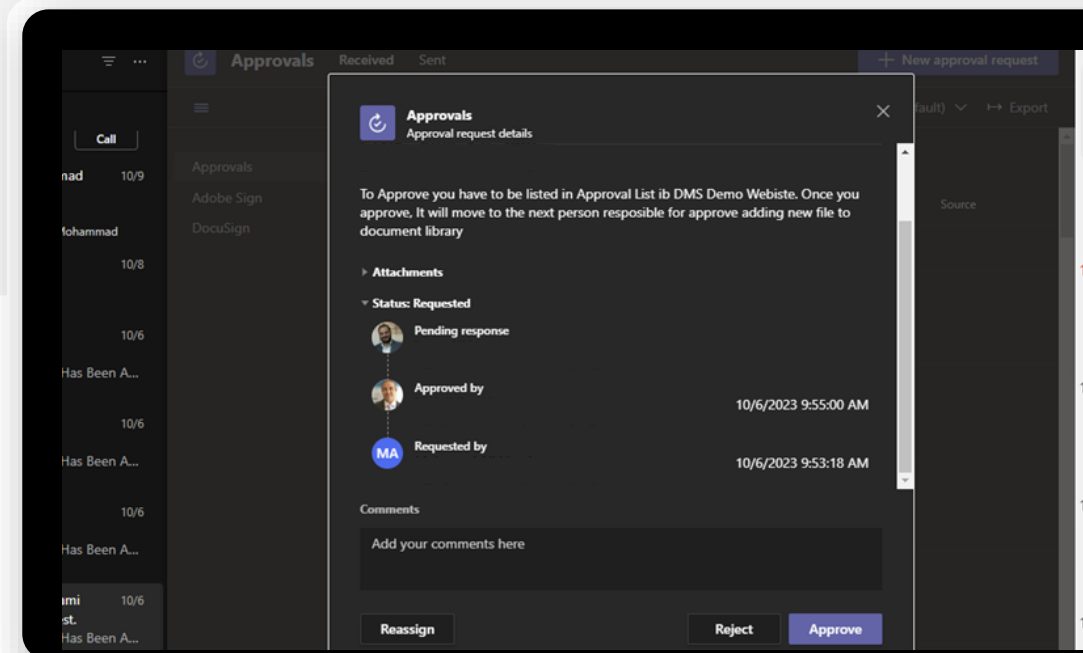 Approvals
Received
Sent
New approval request
Call
10/9
10/8
10/6
Has Been A...
10/6
Has Been A...
10/6
Has Been A...
10/6
Has Been A...
Approvals
Adobe Sign
DocuSign
Export
Source
Approvals
Approval request details
To Approve you have to be listed in Approval List ib DMS Demo Webiste. Once you
approve, It will move to the next person resposible for approve adding new file to
document library
Attachments
Status: Requested
Pending response
Approved by
10/6/2023 9:55:00 AM
MA
Requested by
10/6/2023 9:53:18 AM
Comments
Add your comments here
Reassign
Reject
Approve